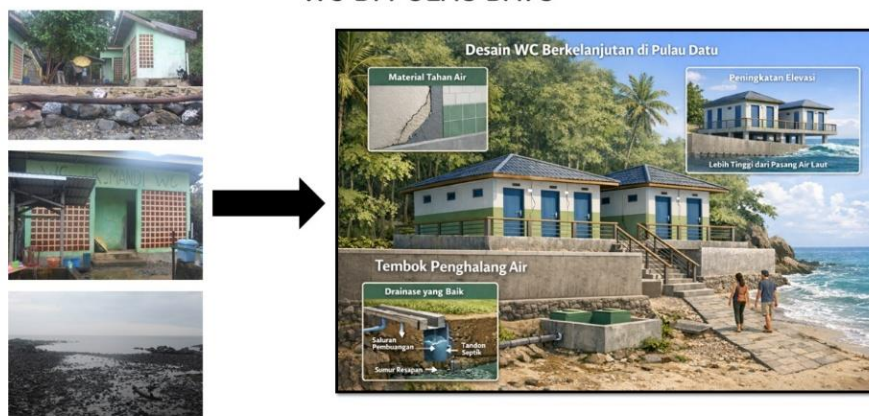 Desain WC Berkelanjutan di Pulau Datu
Material Tahan Air
Peningkatan Elevasi
Lebih Tinggi dari Pasang Air Laut
Tembok Penghalang Air
Drainase yang Baik
Saluran
Pembuangan
Tandon
Septik
Sumur Resapan